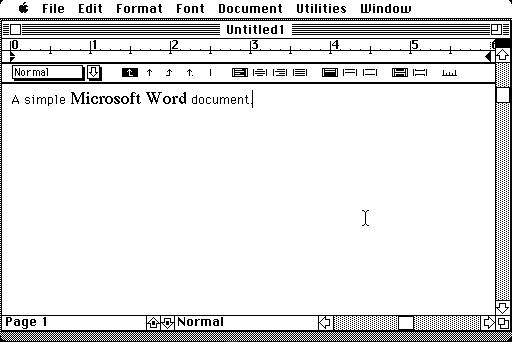 File Edit Format Font Document Utilities Window
Untitled1
0 1 2 3 4 5 6
Normal
A simple Microsoft Word document.
Page 1 Normal